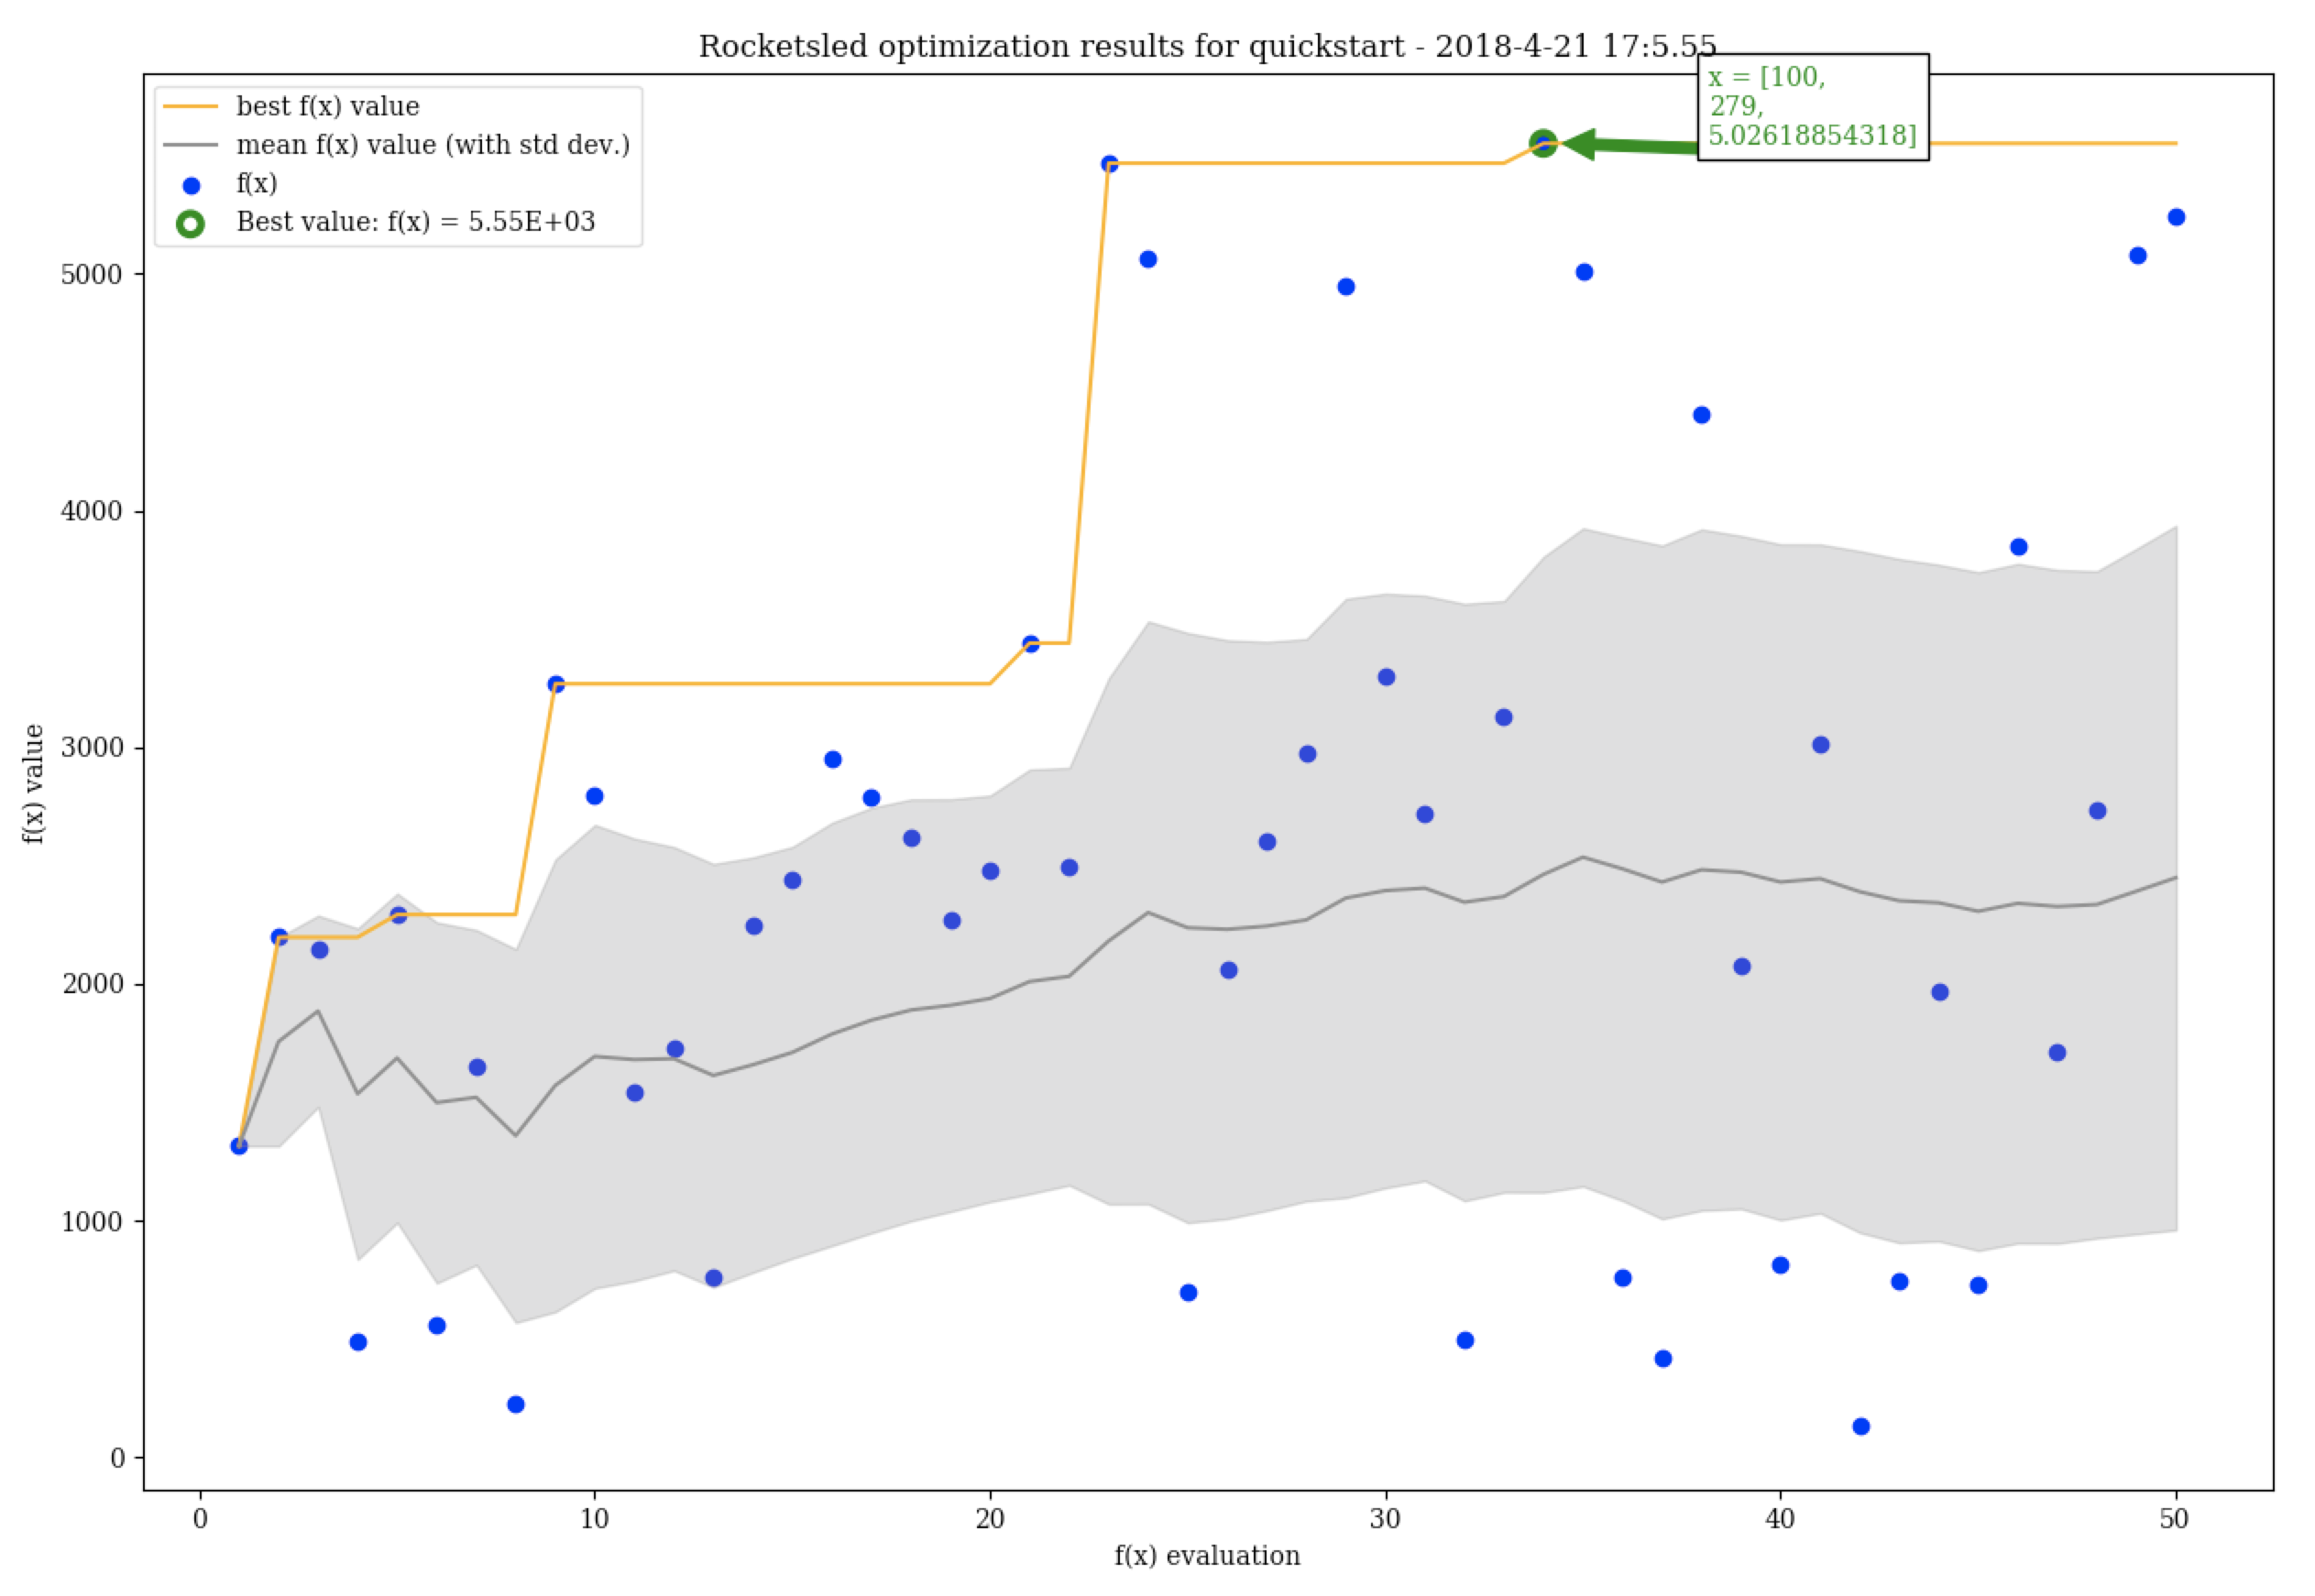 Rocketsled optimization results for quickstart - 2018-4-21 17:5.55
x = [100,
279,
5.02618854318]
best f(x) value
mean f(x) value (with std dev.)
f(x)
Best value: f(x) = 5.55E+03
5000
4000
3000
2000
1000
0
f(x) value
0 10 20 30 40 50
f(x) evaluation